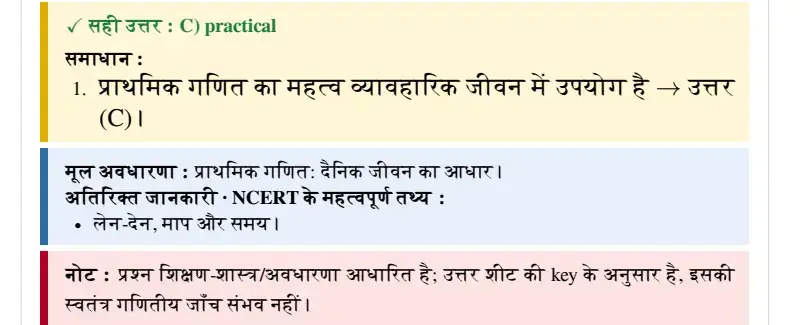 ✓ सही उत्तर : C) practical
समाधान :
1. प्राथमिक गणित का महत्व व्यावहारिक जीवन में उपयोग है → उत्तर
(C)।
मूल अवधारणा : प्राथमिक गणित: दैनिक जीवन का आधार।
अतिरिक्त जानकारी · NCERT के महत्वपूर्ण तथ्य :
• लेन-देन, माप और समय।
नोट : प्रश्न शिक्षण-शास्त्र/अवधारणा आधारित है; उत्तर शीट की key के अनुसार है, इसकी
स्वतंत्र गणितीय जाँच संभव नहीं।